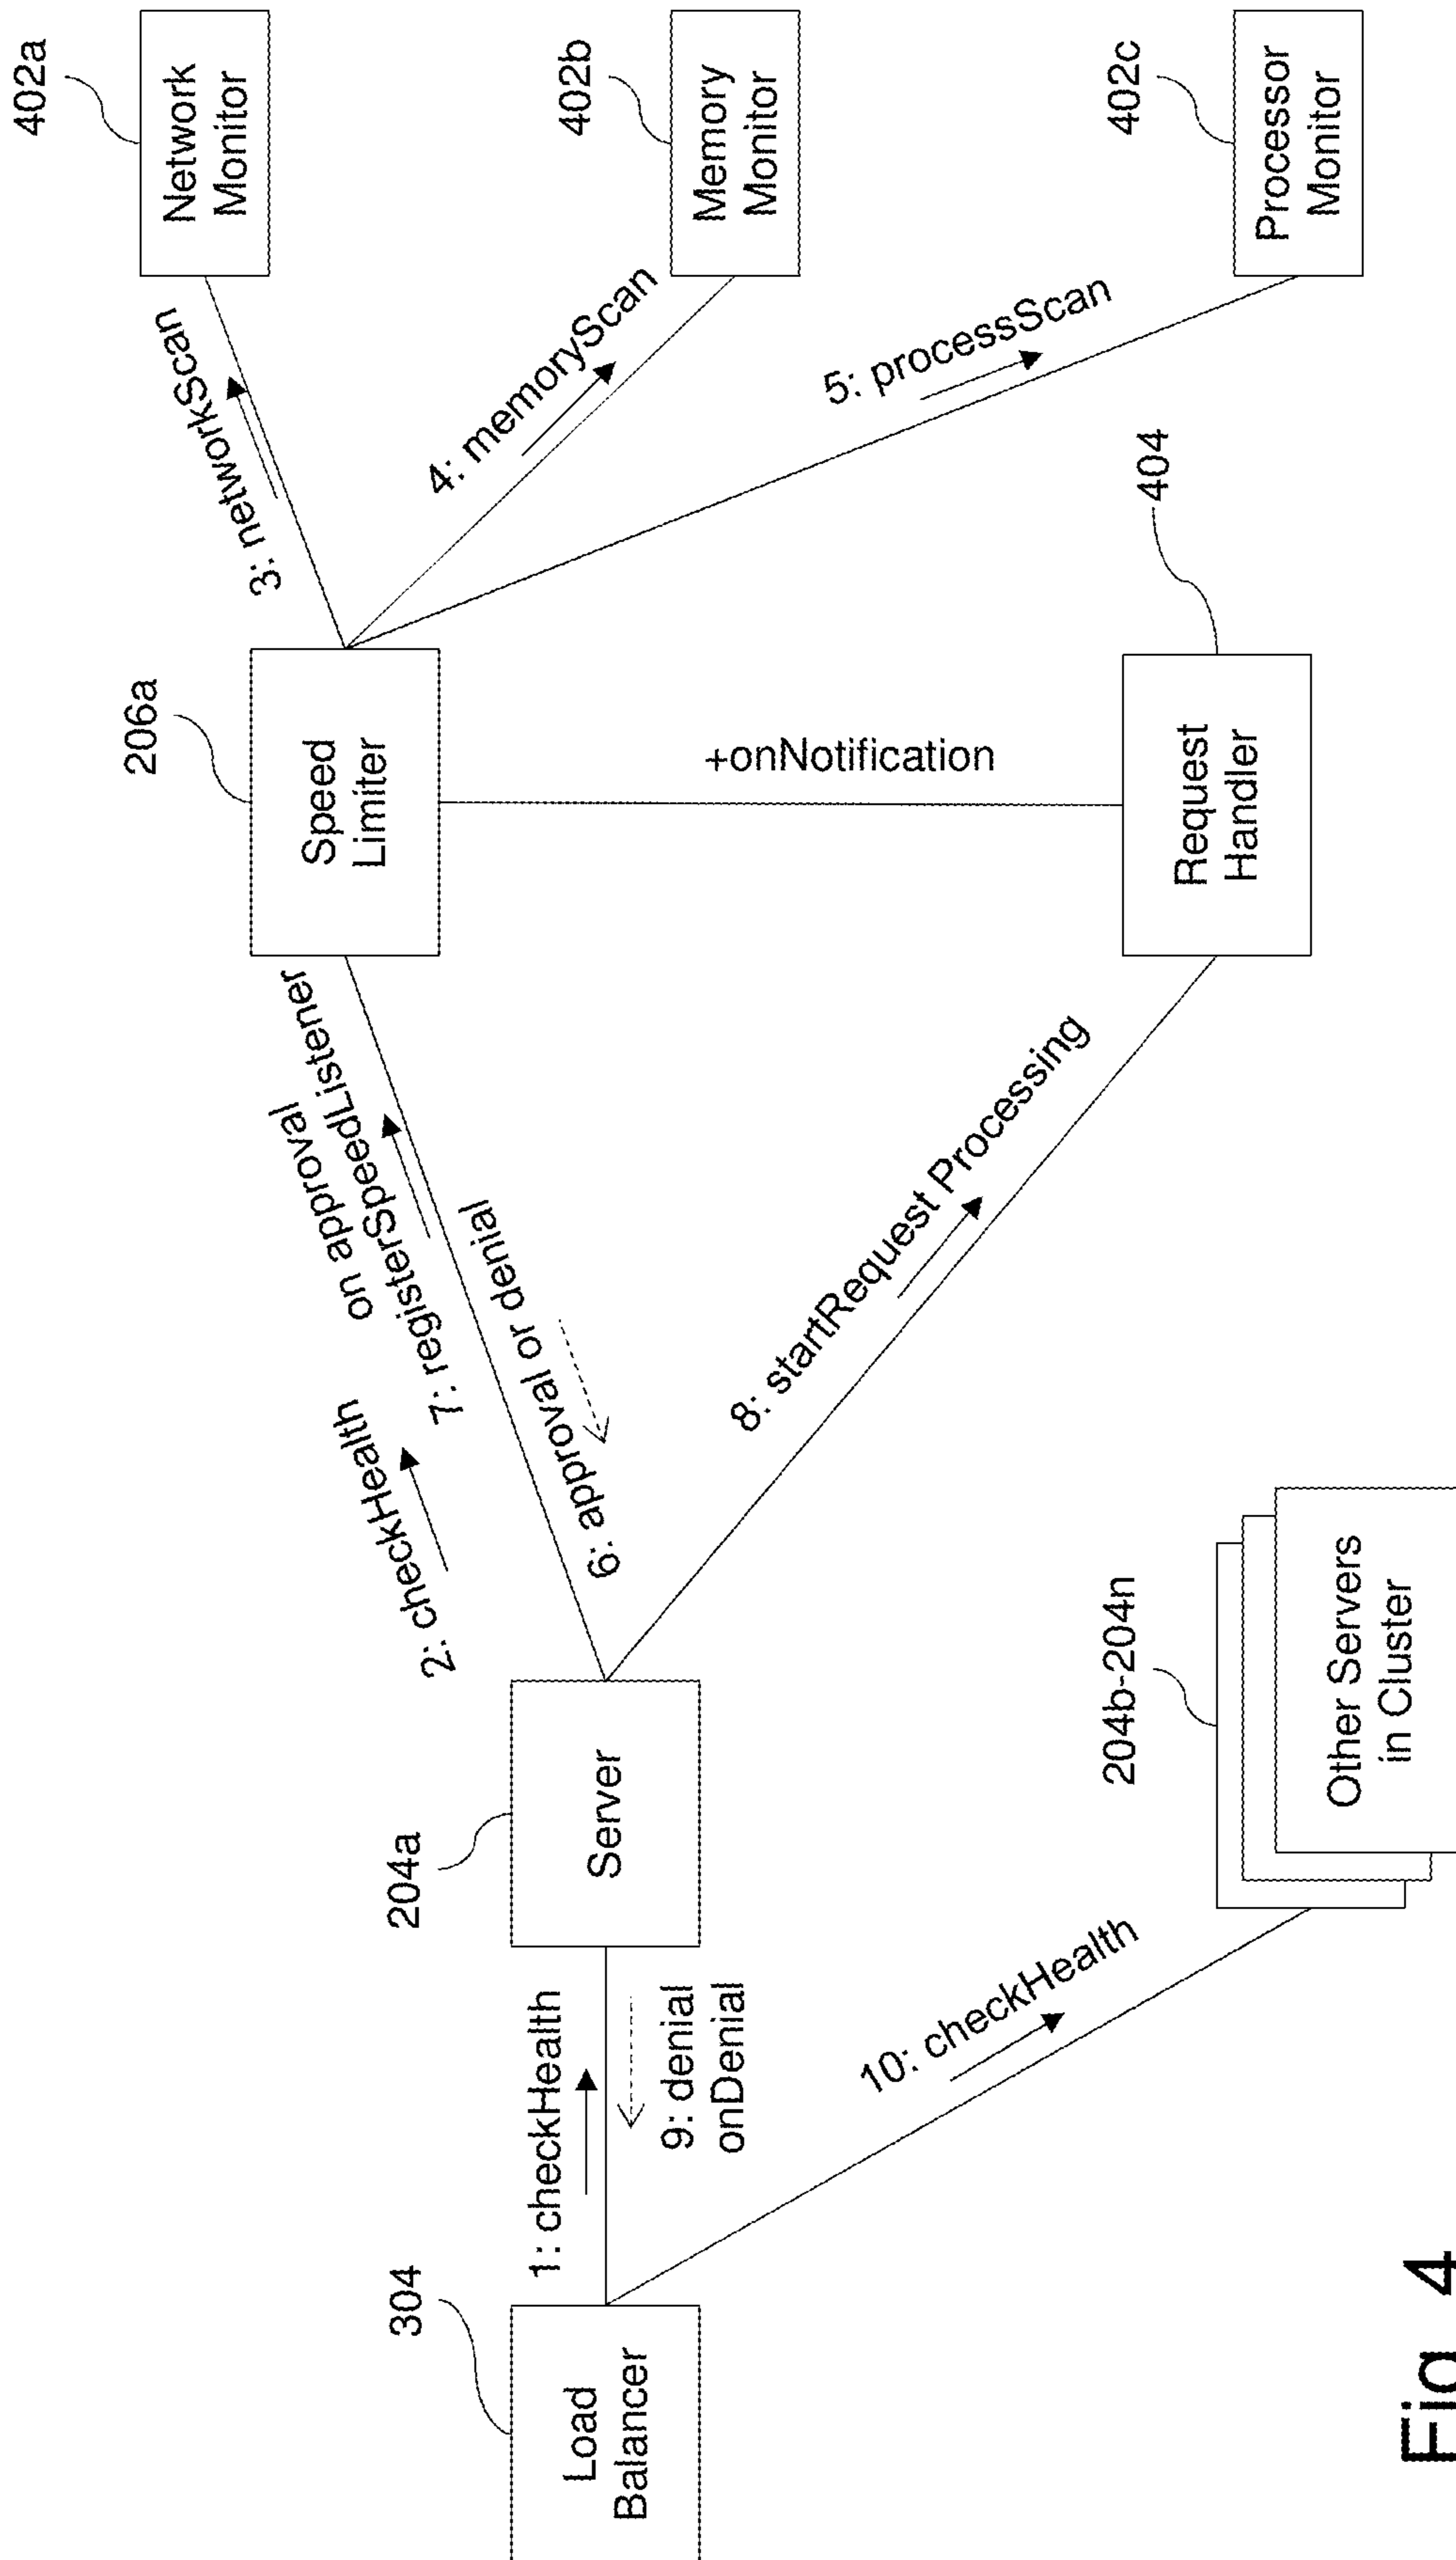 304
Load
Balancer
1: checkHealth
9: denial
onDenial
10: checkHealth
204a
Server
204b-204n
Other Servers
in Cluster
2: checkHealth
7: registerSpeedListener
on approval
6: approval or denial
8: startRequest Processing
206a
Speed
Limiter
+onNotification
404
Request
Handler
3: networkScan
4: memoryScan
5: processScan
402a
Network
Monitor
402b
Memory
Monitor
402c
Processor
Monitor
Fig. 4